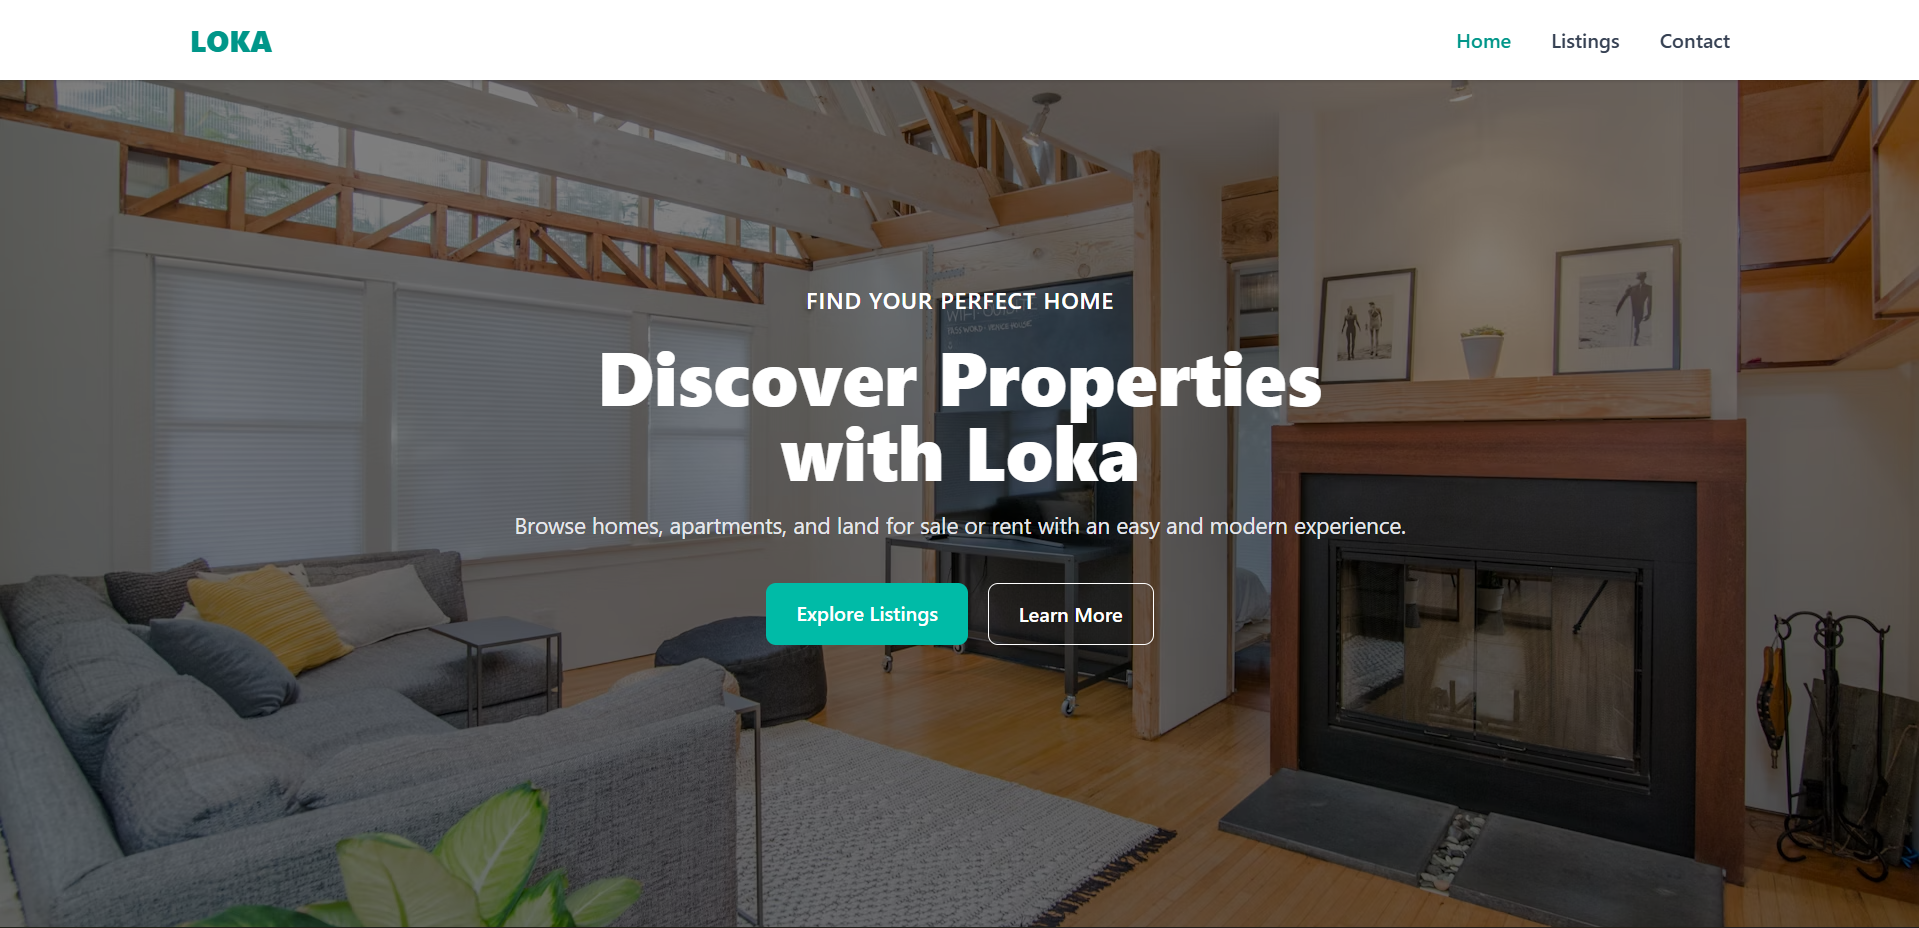 LOKA
Home Listings Contact
FIND YOUR PERFECT HOME
Discover Properties
with Loka
Browse homes, apartments, and land for sale or rent with an easy and modern experience.
Explore Listings
Learn More